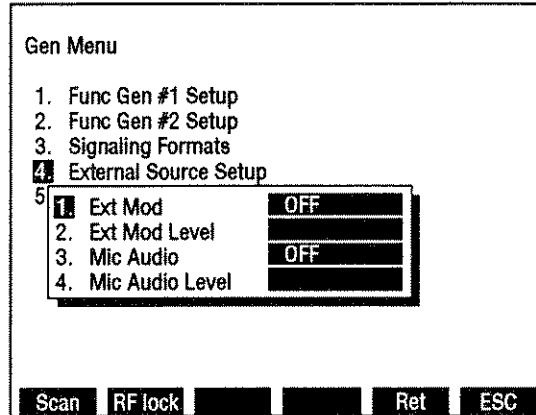 Gen Menu
1. Func Gen #1 Setup
2. Func Gen #2 Setup
3. Signaling Formats
4. External Source Setup
5
1. Ext Mod OFF
2. Ext Mod Level
3. Mic Audio OFF
4. Mic Audio Level
Scan RF lock Ret ESC